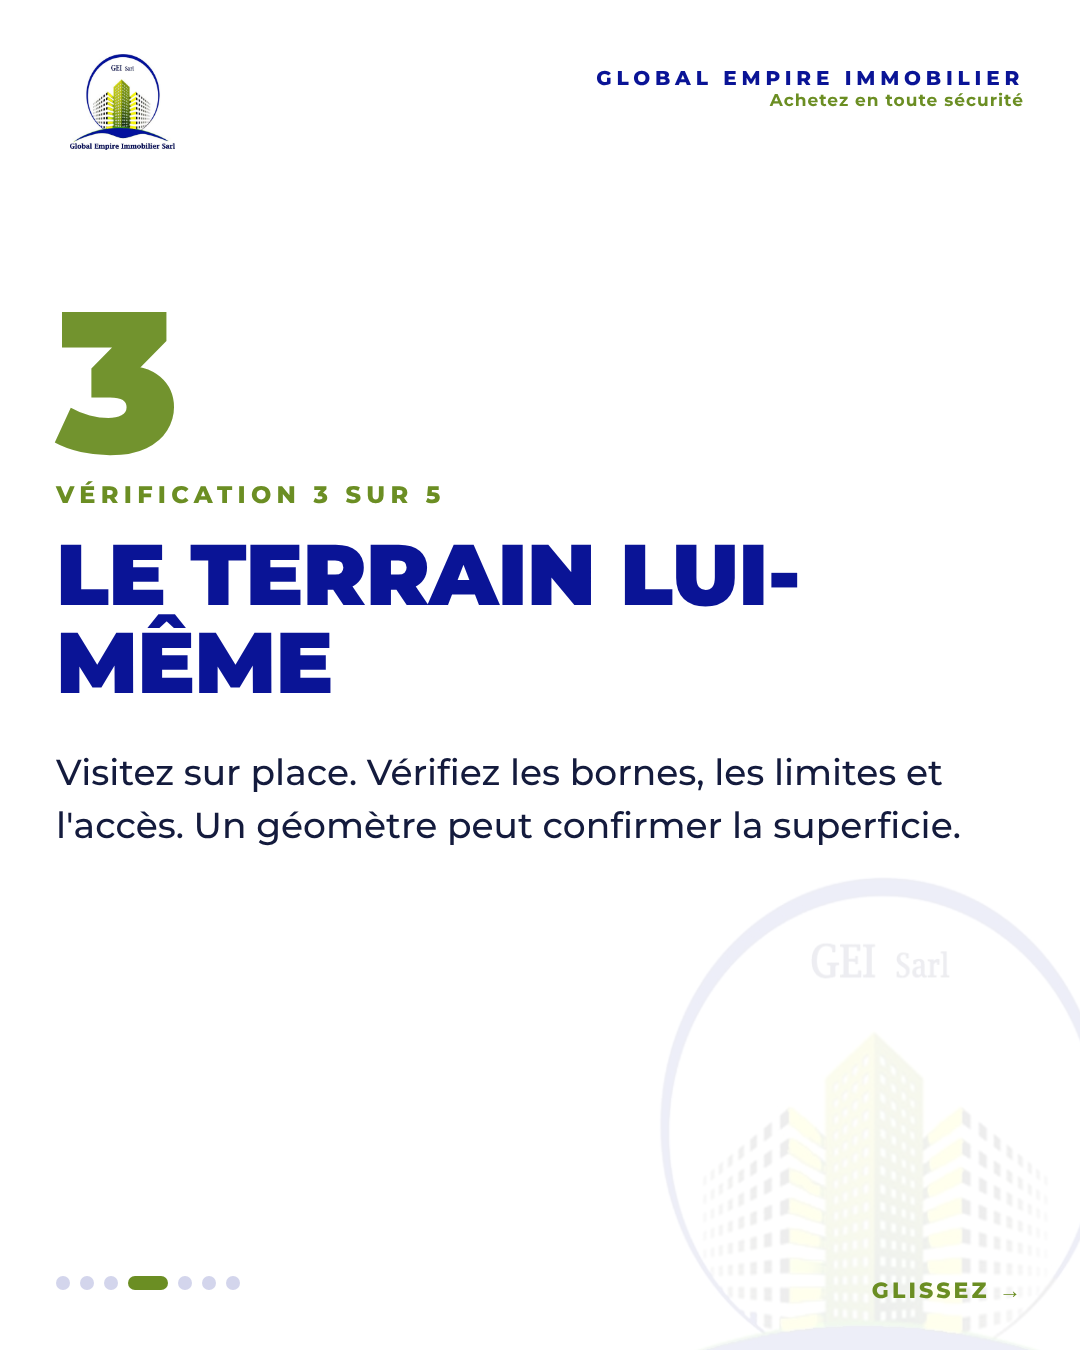 GEI Sarl
Global Empire Immobilier Sarl
GLOBAL EMPIRE IMMOBILIER
Achetez en toute sécurité
3
VÉRIFICATION 3 SUR 5
LE TERRAIN LUI-
MÊME
Visitez sur place. Vérifiez les bornes, les limites et
l'accès. Un géomètre peut confirmer la superficie.
GEI Sarl
GLISSEZ →